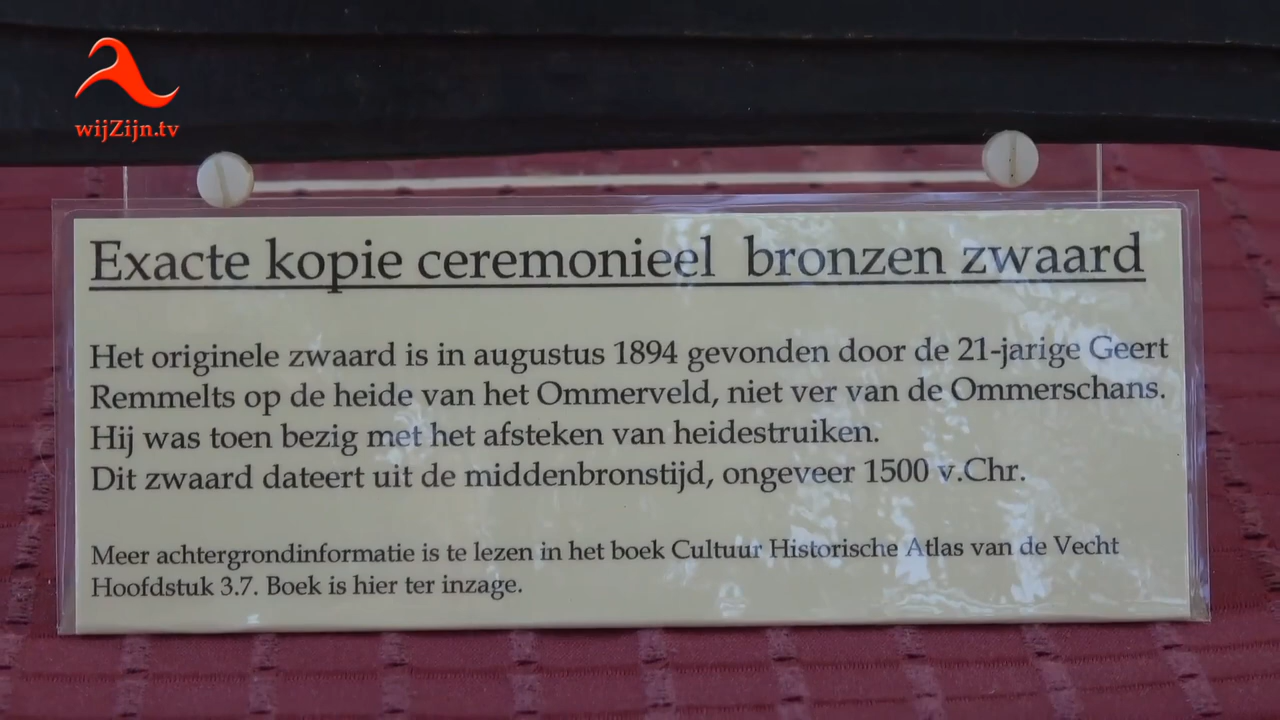 wijZijn.tv
Exacte kopie ceremonieel bronzen zwaard
Het originele zwaard is in augustus 1894 gevonden door de 21-jarige Geert
Remmelts op de heide van het Ommerveld, niet ver van de Ommerschans.
Hij was toen bezig met het afsteken van heidestruiken.
Dit zwaard dateert uit de middenbronstijd, ongeveer 1500 v.Chr.
Meer achtergrondinformatie is te lezen in het boek Cultuur Historische Atlas van de Vecht
Hoofdstuk 3.7. Boek is hier ter inzage.